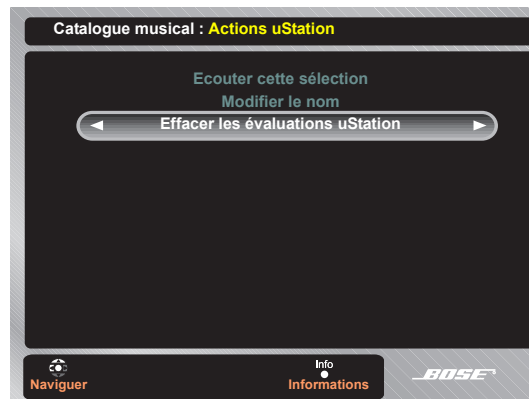 Catalogue musical : Actions uStation
Ecouter cette sélection
Modifier le nom
Effacer les évaluations uStation
Info
Naviguer
Informations
BOSE